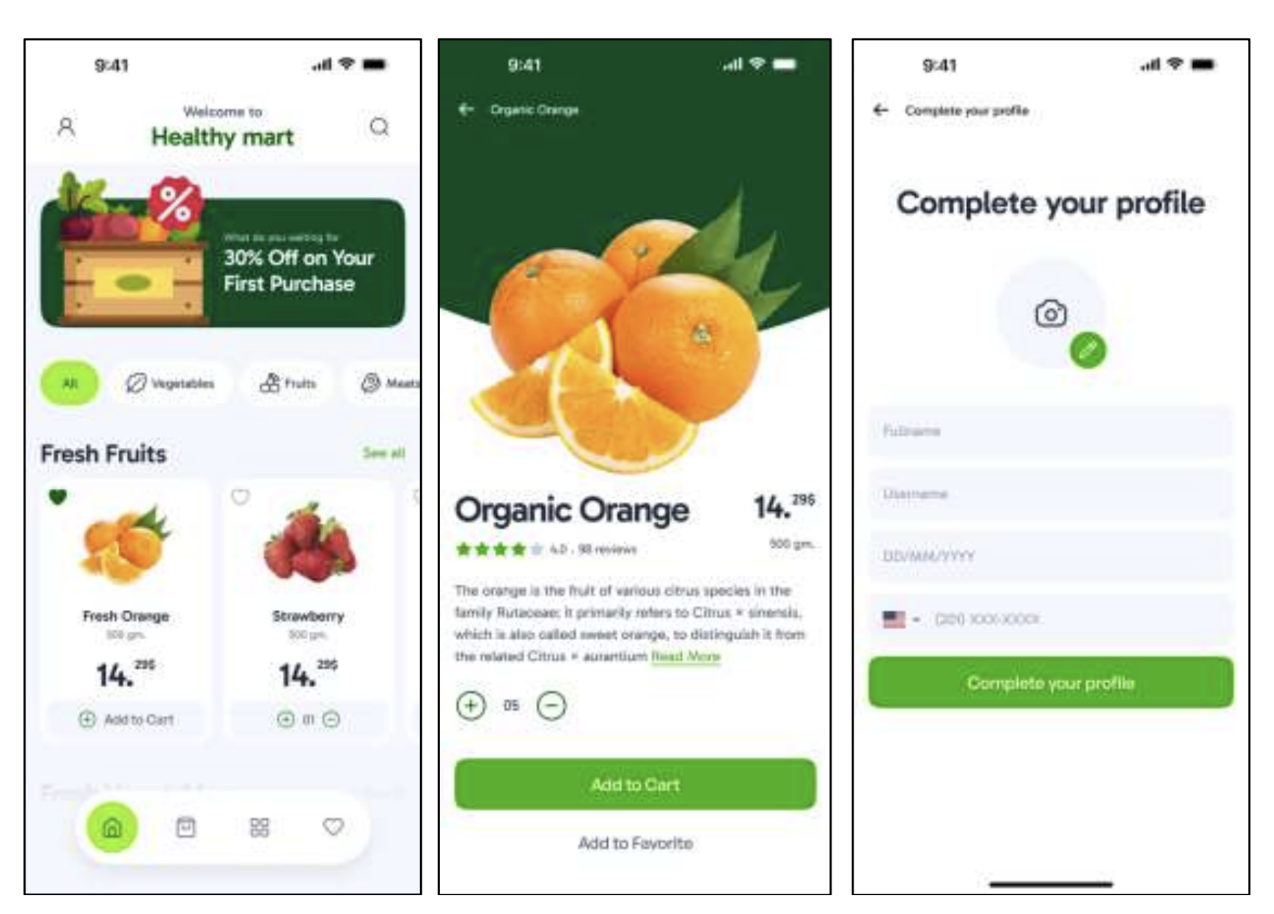 9:41
Welcome to
Healthy mart
What do you waiting for
30% Off on Your
First Purchase
%
All
Vegetables
Fruits
Meats
Fresh Fruits
See all
Fresh Orange
500 gm.
14.29$
Add to Cart
Strawberry
500 gm.
14.29$
01
9:41
Organic Orange
Organic Orange
14.29$
4.0 . 98 reviews
500 gm.
The orange is the fruit of various citrus species in the
family Rutaceae; it primarily refers to Citrus × sinensis,
which is also called sweet orange, to distinguish it from
the related Citrus × aurantium Read More
05
Add to Cart
Add to Favorite
9:41
Complete your profile
Complete your profile
Fullname
Username
DD/MM/YYYY
XXX-XXXX
Complete your profile